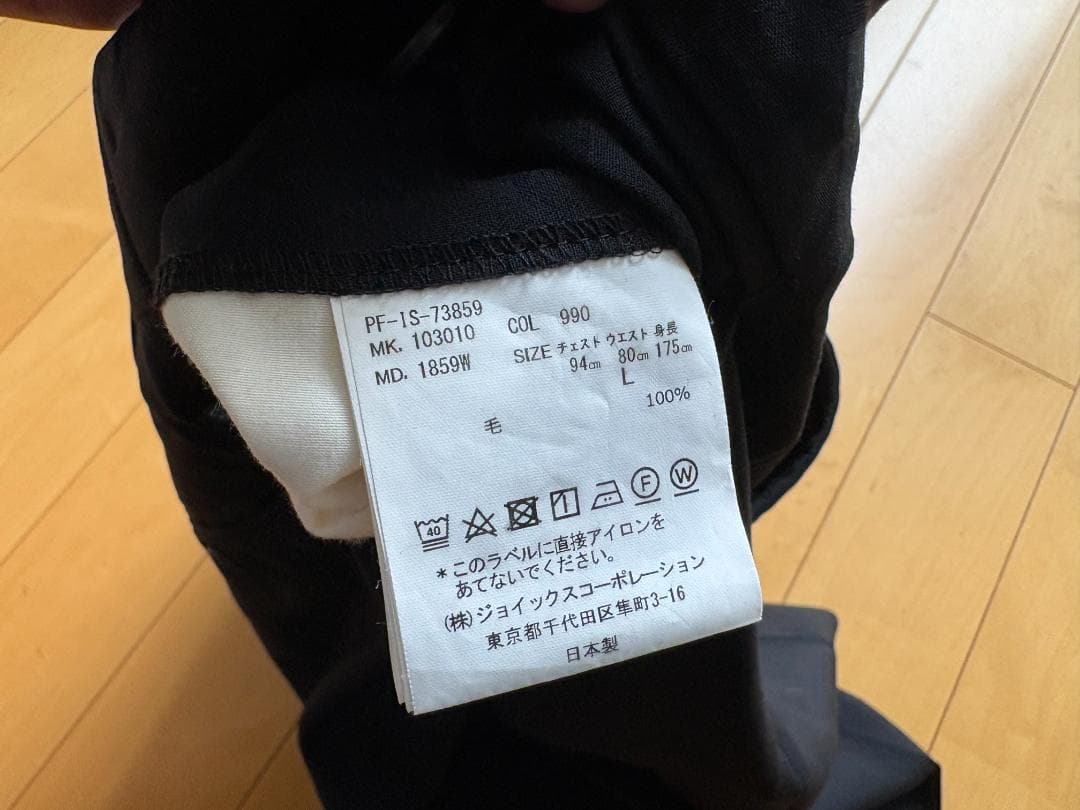 PF-IS-73859
MK. 103010 COL 990
MD. 1859W SIZE チェスト ウエスト 身長
94cm 80cm 175cm
L
毛 100%
40 F W
*このラベルに直接アイロンを
あてないでください。
(株)ジョイックスコーポレーション
東京都千代田区隼町3-16
日本製